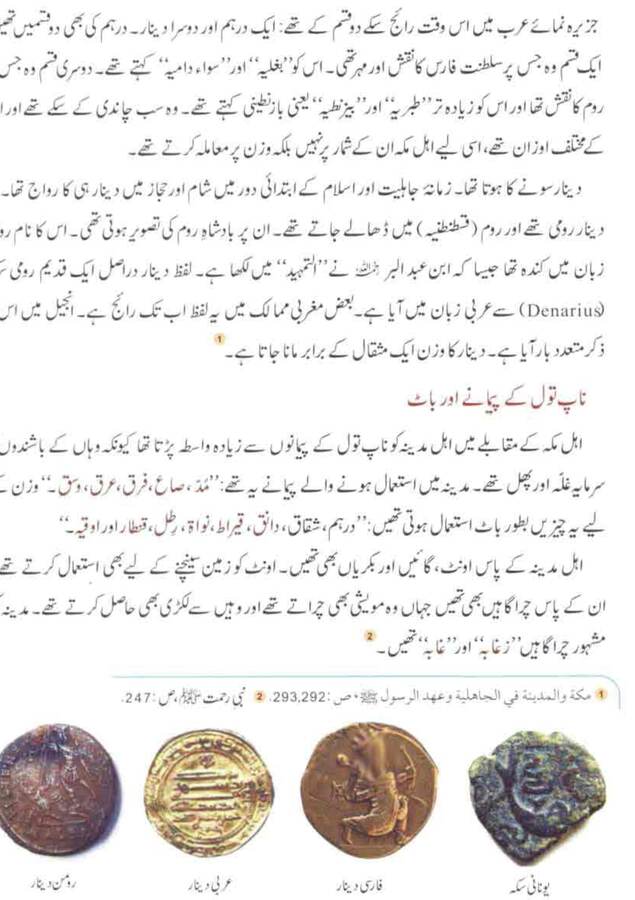 جزیرہ نمائے عرب میں اس وقت رائج سکے دو قسم کے تھے: ایک درہم اور دوسرا دینار۔ درہم کی بھی دو قسمیں تھیں
ایک قسم وہ جس پر سلطنت فارس کا نقش اور مہر تھی۔ اس کو ’’بغلیہ‘‘ اور ’’سواء دامیہ‘‘ کہتے تھے۔ دوسری قسم وہ جس
روم کا نقش تھا اور اس کو زیادہ تر ’’طبریہ‘‘ اور ’’بیزنطیہ‘‘ یعنی بازنطینی کہتے تھے۔ وہ سب چاندی کے سکے تھے اور ا
کے مختلف اوزان تھے، اسی لیے اہل مکہ ان کے شمار پر نہیں بلکہ وزن پر معاملہ کرتے تھے۔
دینار سونے کا ہوتا تھا۔ زمانۂ جاہلیت اور اسلام کے ابتدائی دور میں شام اور حجاز میں دینار ہی کا رواج تھا۔
دینار رومی تھے اور روم (قسطنطنیہ) میں ڈھالے جاتے تھے۔ ان پر بادشاہِ روم کی تصویر ہوتی تھی۔ اس کا نام رو
زبان میں کندہ تھا جیسا کہ ابن عبدالبر رحمہ اللہ نے ’’التمہید‘‘ میں لکھا ہے۔ لفظ دینار دراصل ایک قدیم رومی
(Denarius) سے عربی زبان میں آیا ہے۔ بعض مغربی ممالک میں یہ لفظ اب تک رائج ہے۔ انجیل میں اس
ذکر متعدد بار آیا ہے۔ دینار کا وزن ایک مثقال کے برابر مانا جاتا ہے۔ 1
ناپ تول کے پیمانے اور باٹ
اہل مکہ کے مقابلے میں اہل مدینہ کو ناپ تول کے پیمانوں سے زیادہ واسطہ پڑتا تھا کیونکہ وہاں کے باشندوں
سرمایہ غلّہ اور پھل تھے۔ مدینہ میں استعمال ہونے والے پیمانے یہ تھے: ’’مُدّ، صاع، فَرَق، عرق، وسق۔‘‘ وزن
لیے یہ چیزیں بطور باٹ استعمال ہوتی تھیں: ’’درہم، شقاق، دانق، قیراط، نواۃ، رِطْل، قنطار اور اوقیہ۔‘‘
اہل مدینہ کے پاس اونٹ، گائیں اور بکریاں بھی تھیں۔ اونٹ کو زمین سینچنے کے لیے بھی استعمال کرتے تھے
ان کے پاس چراگاہیں بھی تھیں جہاں وہ مویشی بھی چراتے تھے اور وہیں سے لکڑی بھی حاصل کرتے تھے۔ مدینہ
مشہور چراگاہیں ’’زغابہ‘‘ اور ’’غابہ‘‘ تھیں۔ 2
1 مكة والمدينة في الجاهلية وعهد الرسول ﷺ، ص: 293,292. 2 نبی رحمت ﷺ، ص: 247.
یونانی سکہ فارسی دینار عربی دینار رومن دینار